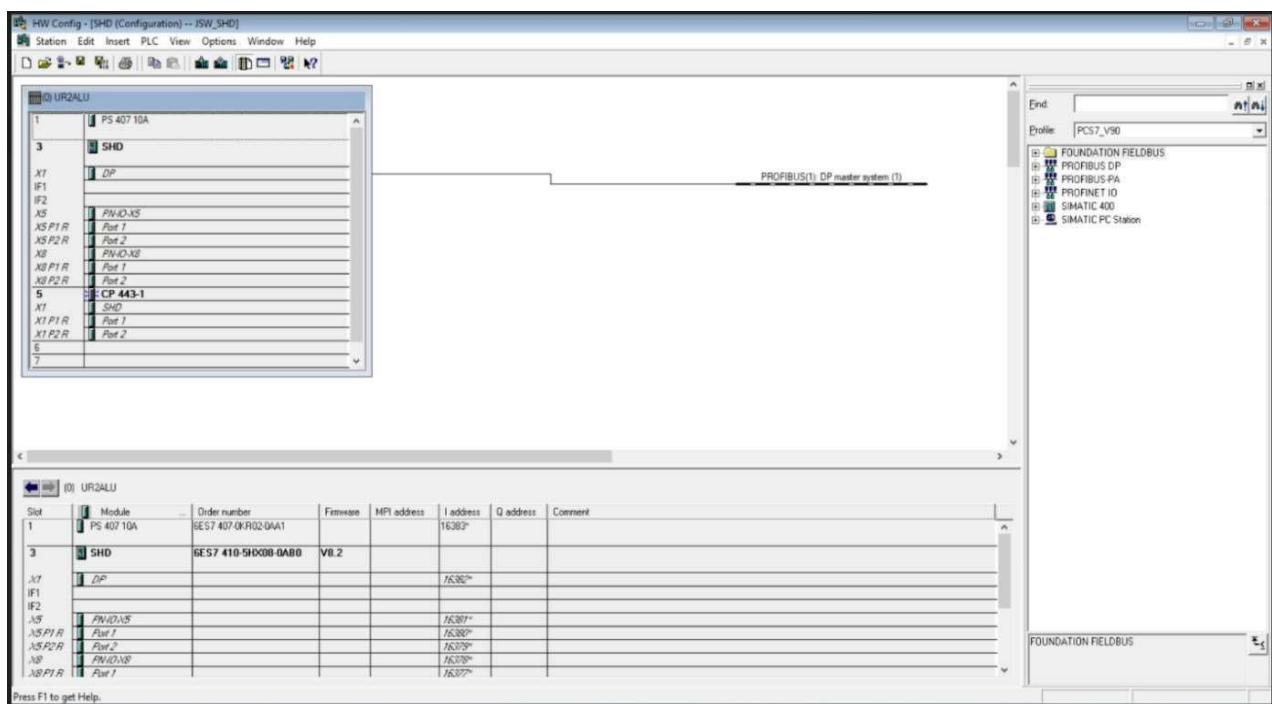 HW Config - [SHD (Configuration) -- JSW_SHD]
Station Edit Insert PLC View Options Window Help
(0) UR2ALU
1 PS 407 10A
3 SHD
X1 DP
IF1
IF2
X5 PN-IO-X5
X5 P1 R Port 1
X5 P2 R Port 2
X8 PN-IO-X8
X8 P1 R Port 1
X8 P2 R Port 2
5 CP 443-1
X1 SHD
X1 P1 R Port 1
X1 P2 R Port 2
6
7
PROFIBUS(1): DP master system (1)
Find:
Profile: PCS7_V90
FOUNDATION FIELDBUS
PROFIBUS DP
PROFIBUS-PA
PROFINET IO
SIMATIC 400
SIMATIC PC Station
(0) UR2ALU
Slot Module ... Order number Firmware MPI address I address Q address Comment
1 PS 407 10A 6ES7 407-0KR02-0AA1 16383*
3 SHD 6ES7 410-5HX08-0AB0 V8.2
X1 DP 16382*
IF1
IF2
X5 PN-IO-X5 16381*
X5 P1 R Port 1 16380*
X5 P2 R Port 2 16379*
X8 PN-IO-X8 16378*
X8 P1 R Port 1 16377*
FOUNDATION FIELDBUS
Press F1 to get Help.